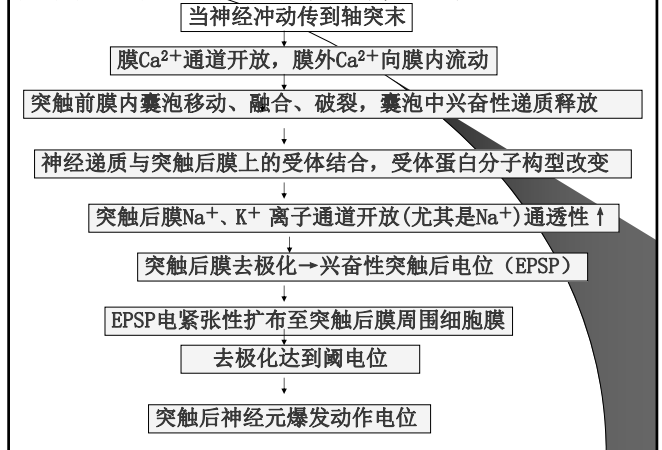 当神经冲动传到轴突末
膜Ca²⁺通道开放，膜外Ca²⁺向膜内流动
突触前膜内囊泡移动、融合、破裂，囊泡中兴奋性递质释放
神经递质与突触后膜上的受体结合，受体蛋白分子构型改变
突触后膜Na⁺、K⁺ 离子通道开放(尤其是Na⁺)通透性↑
突触后膜去极化→兴奋性突触后电位（EPSP）
EPSP电紧张性扩布至突触后膜周围细胞膜
去极化达到阈电位
突触后神经元爆发动作电位